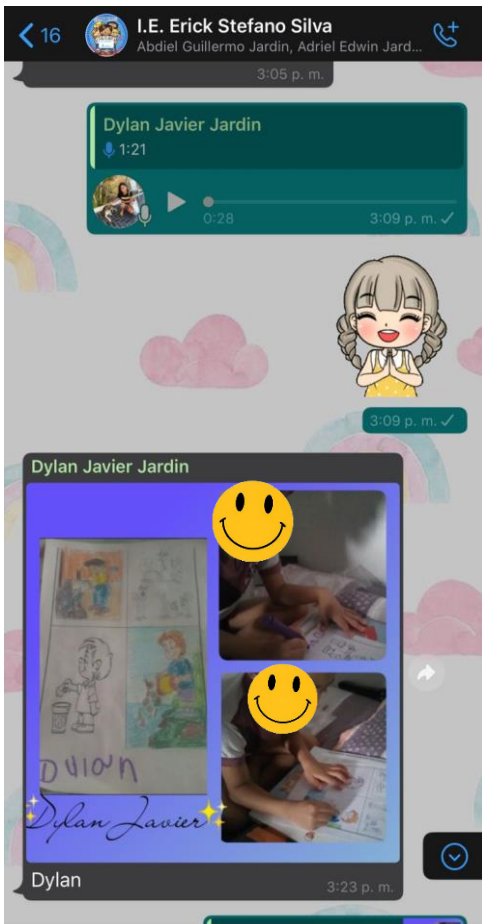 16
I.E. Erick Stefano Silva
Abdiel Guillermo Jardin, Adriel Edwin Jard...
3:05 p. m.
Dylan Javier Jardin
1:21
0:28
3:09 p. m.
3:09 p. m.
Dylan Javier Jardin
Dylan
Dylan Javier
Dylan
3:23 p. m.